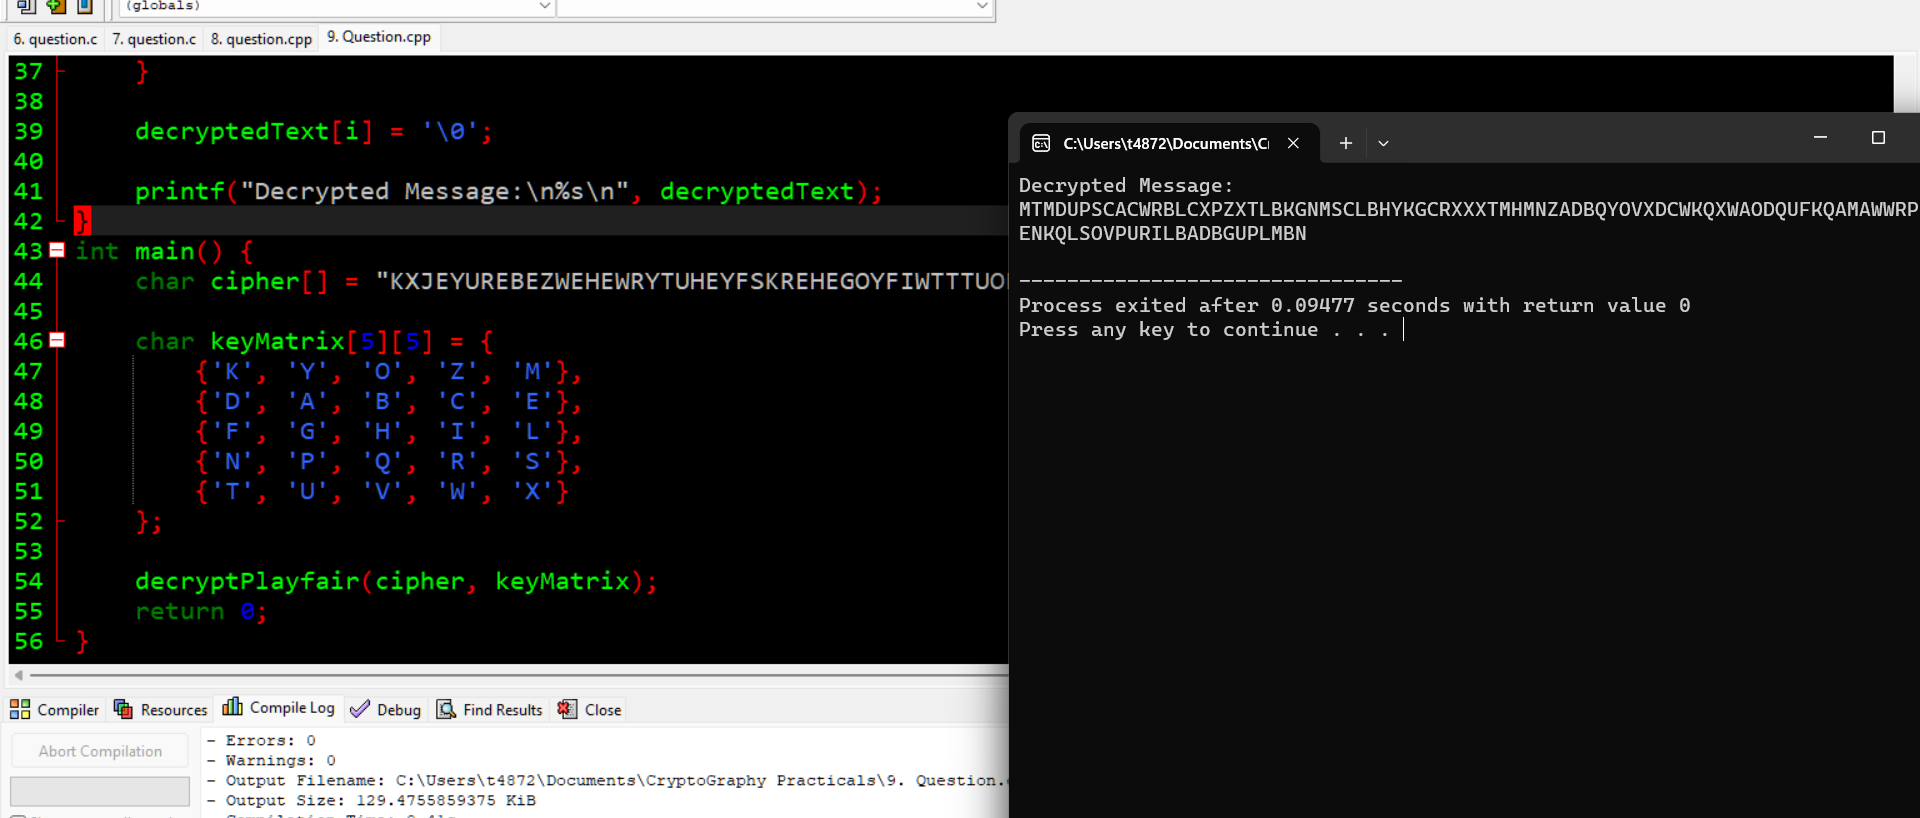 (globals)
6. question.c 7. question.c 8. question.cpp 9. Question.cpp
37 }
38
39 decryptedText[i] = '\0';
40
41 printf("Decrypted Message:\n%s\n", decryptedText);
42 }
43 int main() {
44 char cipher[] = "KXJEYUREBEZWEHEWRYTUHEYFSKREHEGOYFIWTTTUO
45
46 char keyMatrix[5][5] = {
47 {'K', 'Y', 'O', 'Z', 'M'},
48 {'D', 'A', 'B', 'C', 'E'},
49 {'F', 'G', 'H', 'I', 'L'},
50 {'N', 'P', 'Q', 'R', 'S'},
51 {'T', 'U', 'V', 'W', 'X'}
52 };
53
54 decryptPlayfair(cipher, keyMatrix);
55 return 0;
56 }
C:\Users\t4872\Documents\Cr
Decrypted Message:
MTMDUPSCACWRBLCXPZXTLBKGNMSCLBHYKGCRXXXTMHMNZADBQYOVXDCWKQXWAODQUFKQAMAWWRP
ENKQLSOVPURILBADBGUPLMBN
--------------------------------
Process exited after 0.09477 seconds with return value 0
Press any key to continue . . .
Compiler Resources Compile Log Debug Find Results Close
Abort Compilation
- Errors: 0
- Warnings: 0
- Output Filename: C:\Users\t4872\Documents\CryptoGraphy Practicals\9. Question.
- Output Size: 129.4755859375 KiB